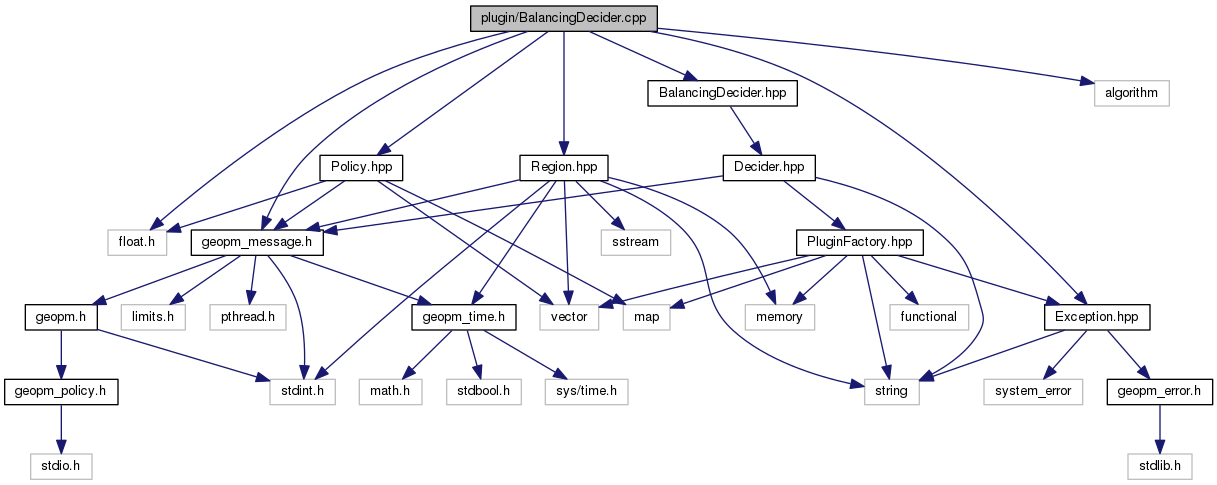 plugin/BalancingDecider.cpp
BalancingDecider.hpp
algorithm
Policy.hpp
Region.hpp
Decider.hpp
float.h
geopm_message.h
sstream
PluginFactory.hpp
geopm.h
limits.h
pthread.h
geopm_time.h
vector
map
memory
functional
Exception.hpp
geopm_policy.h
stdint.h
math.h
stdbool.h
sys/time.h
string
system_error
geopm_error.h
stdio.h
stdlib.h